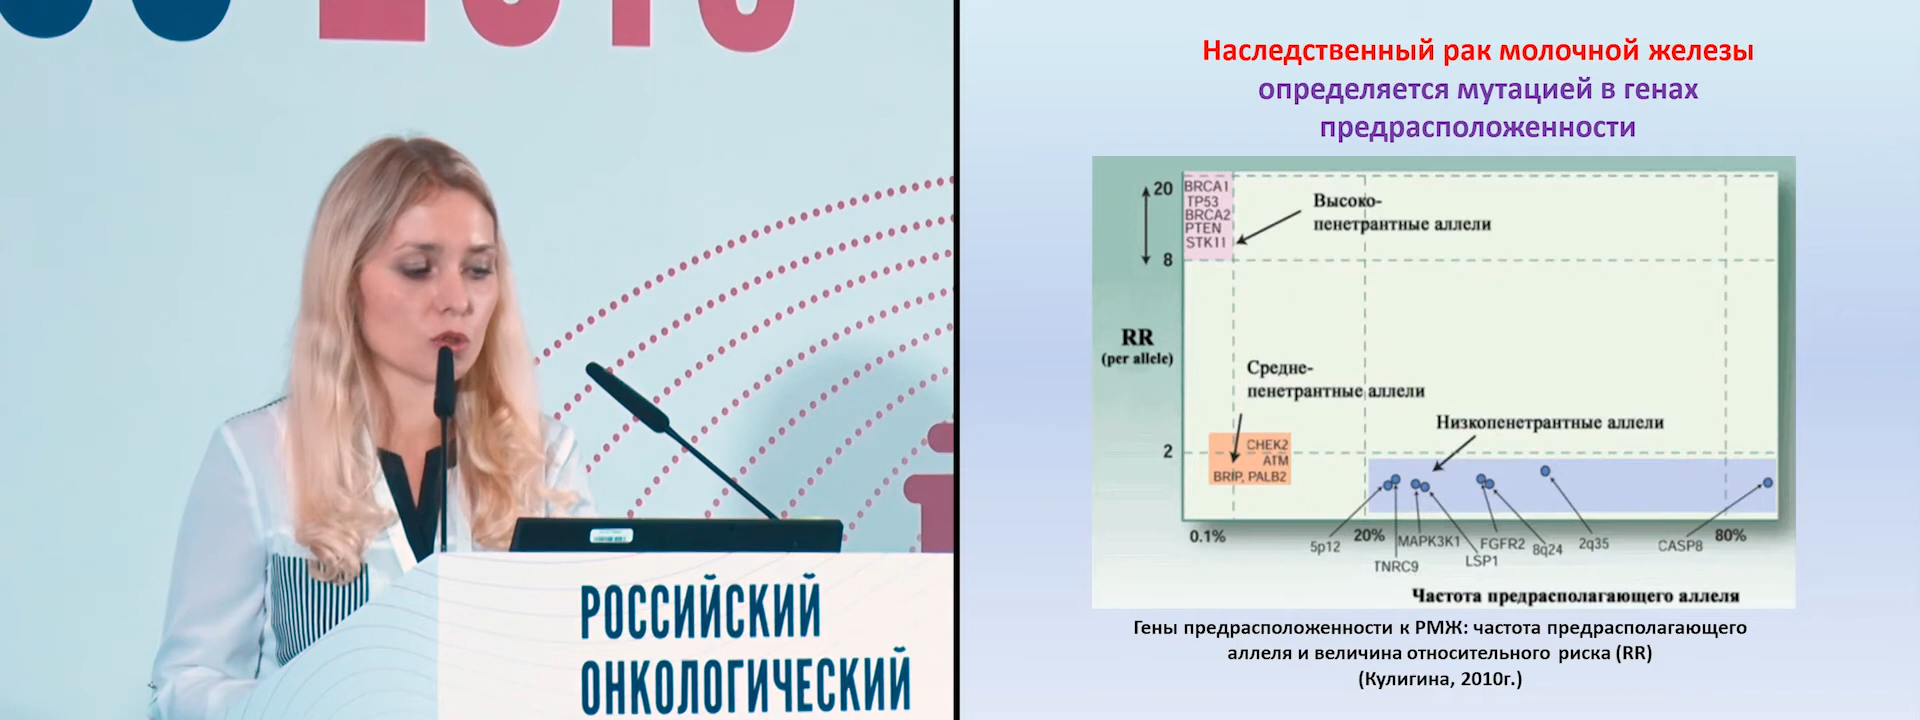 РОССИЙСКИЙ
ОНКОЛОГИЧЕСКИЙ
Наследственный рак молочной железы
определяется мутацией в генах
предрасположенности
20
BRCA1
TP53
BRCA2
PTEN
STK11
Высоко-
пенетрантные аллели
8
RR
(per allele)
Средне-
пенетрантные аллели
Низкопенетрантные аллели
2
CHEK2
ATM
BRIP, PALB2
0.1%
5p12
20%
TNRC9
MAPK3K1
LSP1
FGFR2
8q24
2q35
CASP8
80%
Частота предрасполагающего аллеля
Гены предрасположенности к РМЖ: частота предрасполагающего
аллеля и величина относительного риска (RR)
(Кулигина, 2010г.)